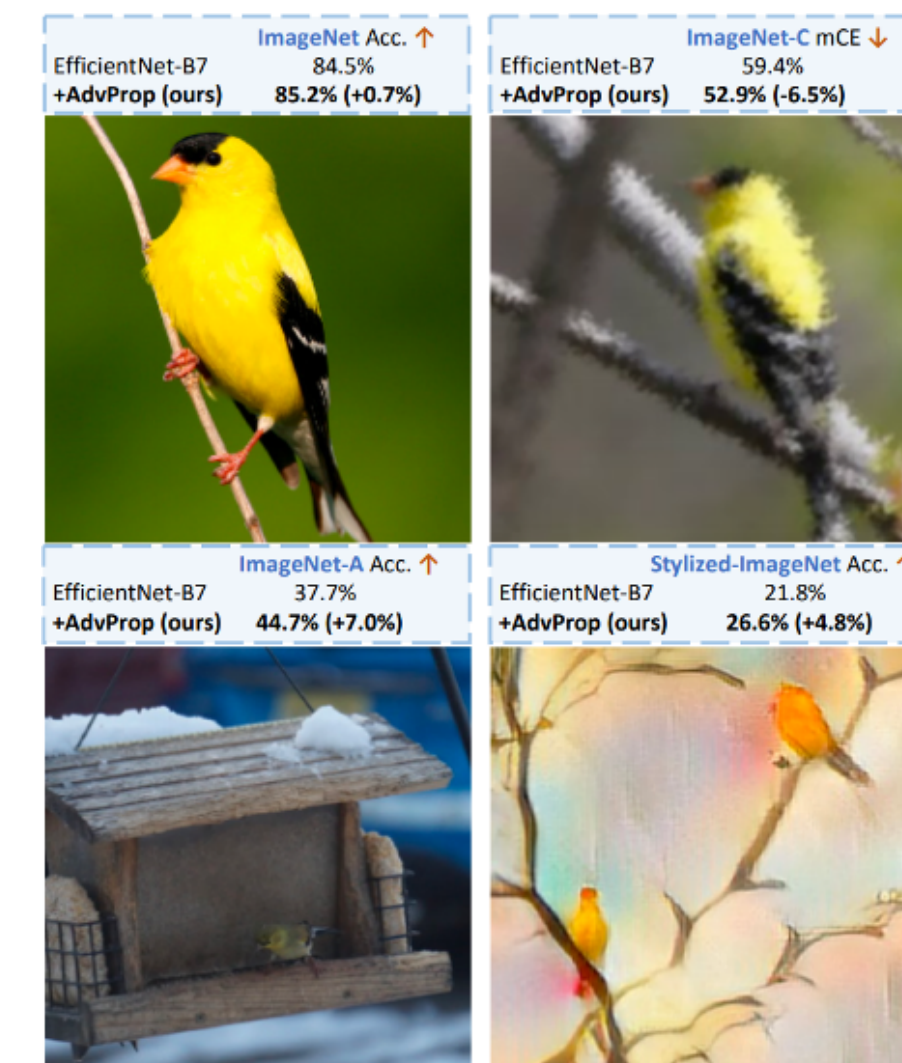 ImageNet Acc. ↑
EfficientNet-B7 84.5%
+AdvProp (ours) 85.2% (+0.7%)
ImageNet-C mCE ↓
EfficientNet-B7 59.4%
+AdvProp (ours) 52.9% (-6.5%)
ImageNet-A Acc. ↑
EfficientNet-B7 37.7%
+AdvProp (ours) 44.7% (+7.0%)
Stylized-ImageNet Acc. ↑
EfficientNet-B7 21.8%
+AdvProp (ours) 26.6% (+4.8%)